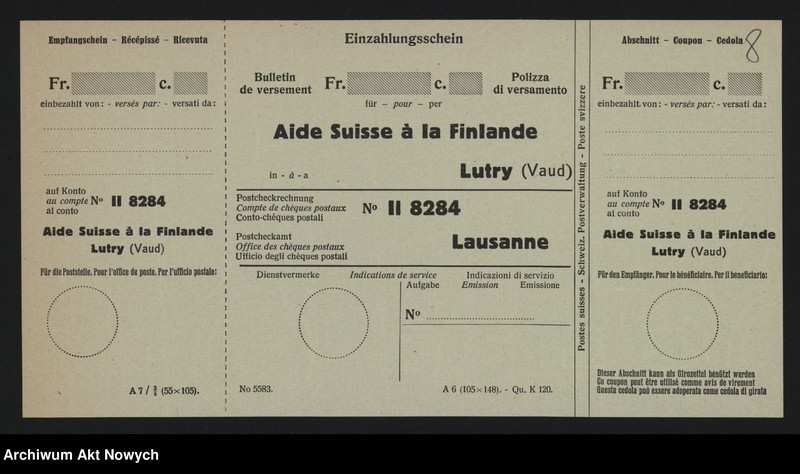 Empfangschein - Récépissé - Ricevuta
Fr. c.
einbezahlt von: - versés par: - versati da:
auf Konto
au compte No II 8284
al conto
Aide Suisse à la Finlande
Lutry (Vaud)
Für die Poststelle. Pour l'office de poste. Per l'ufficio postale:
A 7 / (55×105).
Einzahlungsschein
Bulletin
de versement
Fr. c.
Polizza
di versamento
für - pour - per
Aide Suisse à la Finlande
in - à - a
Lutry (Vaud)
Postcheckrechnung
Compte de chèques postaux No II 8284
Conto-chèques postali
Postcheckamt
Office des chèques postaux Lausanne
Ufficio degli chèques postali
Dienstvermerke Indications de service Indicazioni di servizio
Aufgabe Emission Emissione
No
No 5583.
A 6 (105×148). - Qu. K 120.
Postes suisses - Schweiz. Postverwaltung - Poste svizzere
Abschnitt - Coupon - Cedola
8
Fr. c.
einbezahlt von: - versés par: - versati da:
auf Konto
au compte No II 8284
al conto
Aide Suisse à la Finlande
Lutry (Vaud)
Für den Empfänger. Pour le bénéficiaire. Per il beneficiario:
Dieser Abschnitt kann als Girozettel benützt werden
Ce coupon peut être utilisé comme avis de virement
Questa cedola può essere adoperata come cedola di girata
Archiwum Akt Nowych